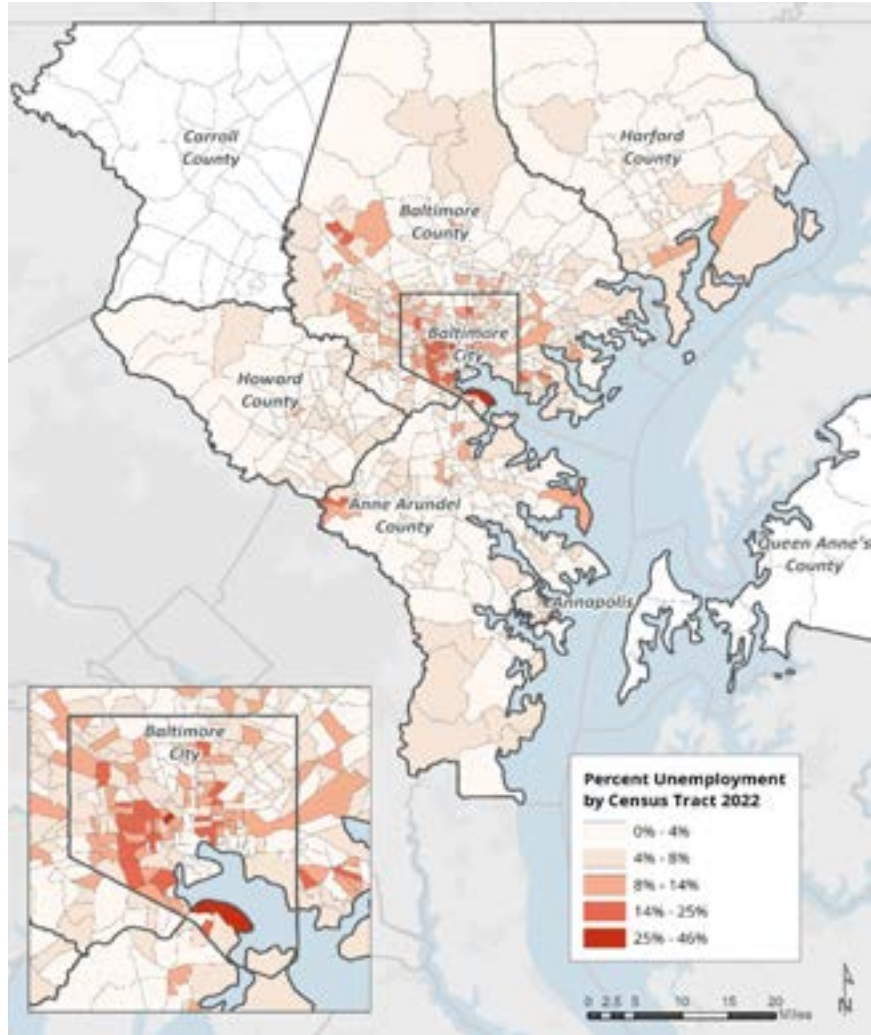 Carroll
County
Harford
County
Baltimore
County
Baltimore
City
Howard
County
Anne Arundel
County
Queen Anne's
County
Annapolis
Baltimore
City
Percent Unemployment
by Census Tract 2022
0% - 4%
4% - 8%
8% - 14%
14% - 25%
25% - 46%
N
0 2.5 5 10 15 20
Miles